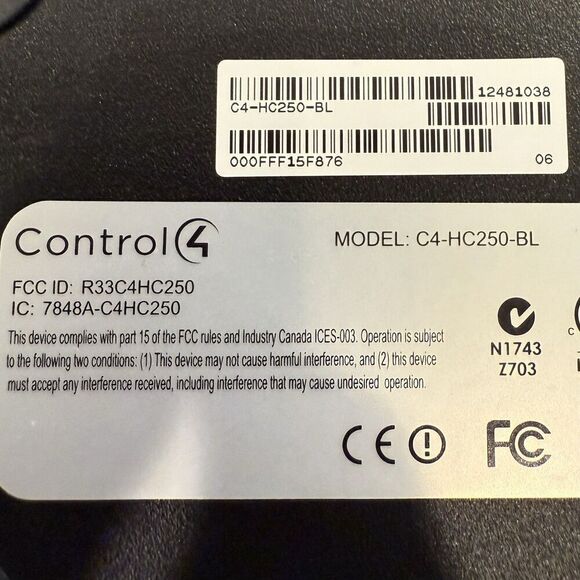 12481038
C4-HC250-BL
000FFF15F876 06
Control4
MODEL: C4-HC250-BL
FCC ID: R33C4HC250
IC: 7848A-C4HC250
This device complies with part 15 of the FCC rules and Industry Canada ICES-003. Operation is subject
to the following two conditions: (1) This device may not cause harmful interference, and (2) this device
must accept any interference received, including interference that may cause undesired operation.
N1743
Z703
CE
FC